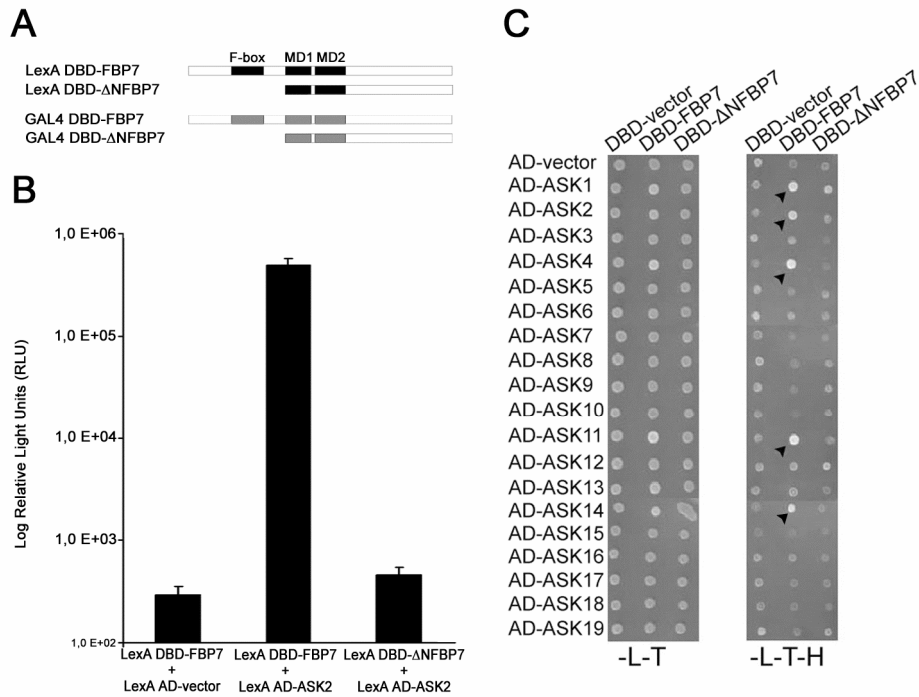 A
F-box MD1 MD2
LexA DBD-FBP7
LexA DBD-ΔNFBP7
GAL4 DBD-FBP7
GAL4 DBD-ΔNFBP7
B
1,0 E+06
1,0 E+05
1,0 E+04
1,0 E+03
1,0 E+02
Log Relative Light Units (RLU)
LexA DBD-FBP7
+
LexA AD-vector
LexA DBD-FBP7
+
LexA AD-ASK2
LexA DBD-ΔNFBP7
+
LexA AD-ASK2
C
DBD-vector
DBD-FBP7
DBD-ΔNFBP7
DBD-vector
DBD-FBP7
DBD-ΔNFBP7
AD-vector
AD-ASK1
AD-ASK2
AD-ASK3
AD-ASK4
AD-ASK5
AD-ASK6
AD-ASK7
AD-ASK8
AD-ASK9
AD-ASK10
AD-ASK11
AD-ASK12
AD-ASK13
AD-ASK14
AD-ASK15
AD-ASK16
AD-ASK17
AD-ASK18
AD-ASK19
-L-T
-L-T-H